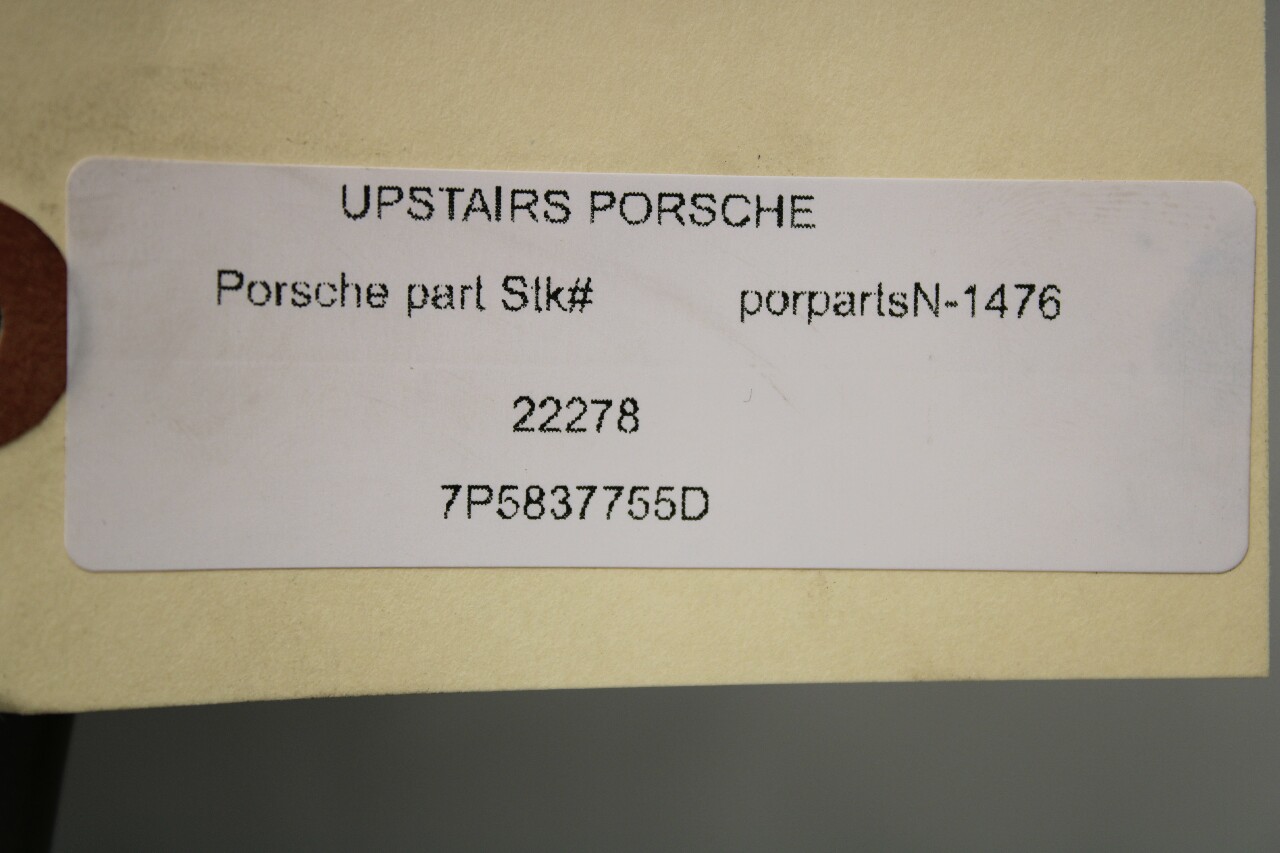 UPSTAIRS PORSCHE
Porsche part Stk# porpartsN-1476
22278
7P5837755D